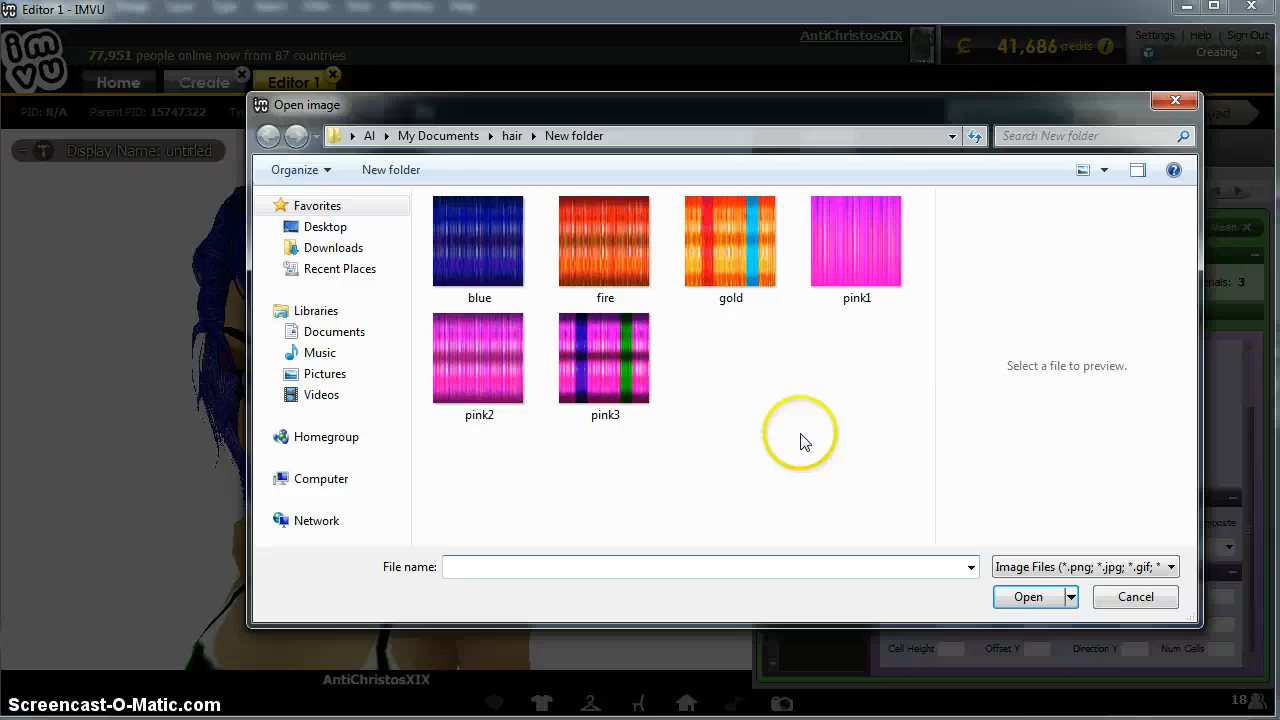 Editor 1 - IMVU
imvu
77,951 people online now from 87 countries
AntiChristosXIX
41,686 credits
Settings Help Sign Out
Creating
Home Create Editor 1
PID: N/A Parent PID: 15747322
Display Name: untitled
imvu Open image
Al My Documents hair New folder
Search New folder
Organize New folder
Favorites
Desktop
Downloads
Recent Places
Libraries
Documents
Music
Pictures
Videos
Homegroup
Computer
Network
blue fire gold pink1
pink2 pink3
Select a file to preview.
File name:
Image Files (*.png; *.jpg; *.gif; *
Open Cancel
Cell Height Offset Y Direction Y Num Cells
AntiChristosXIX
18
Screencast-O-Matic.com